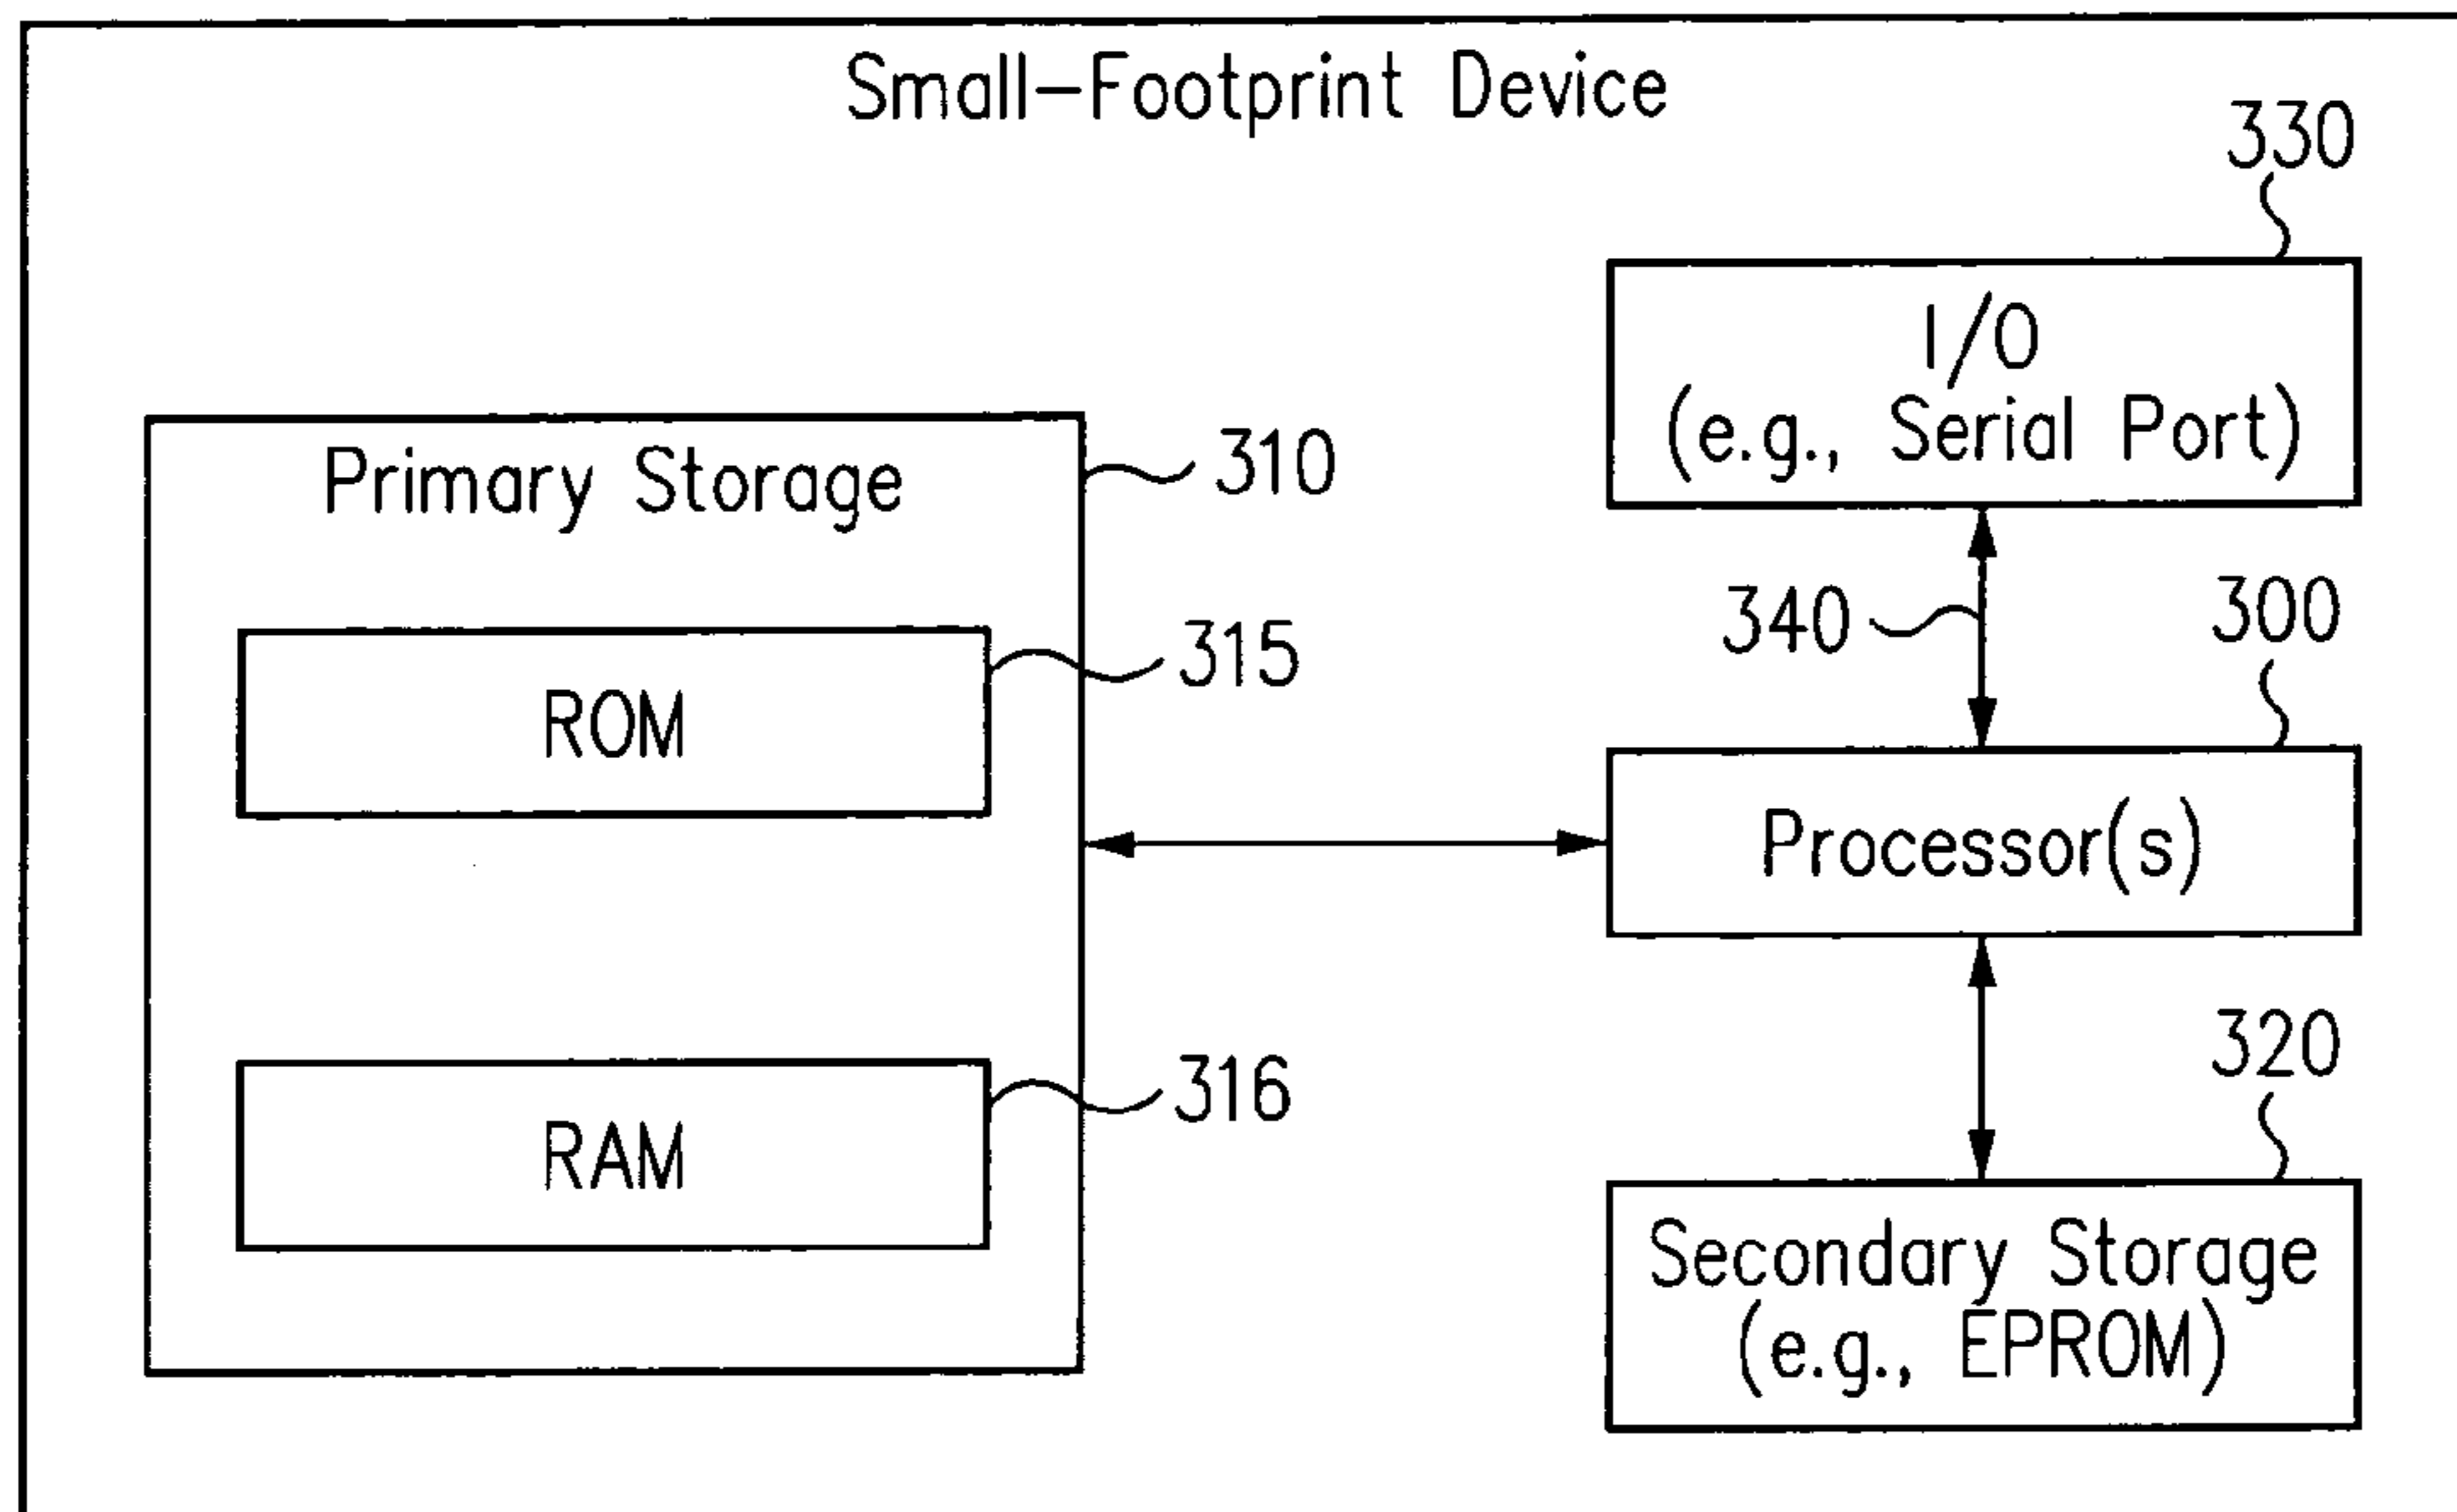 Small-Footprint Device
330
I/O
(e.g., Serial Port)
Primary Storage
310
340
300
315
ROM
Processor(s)
316
RAM
320
Secondary Storage
(e.g., EPROM)